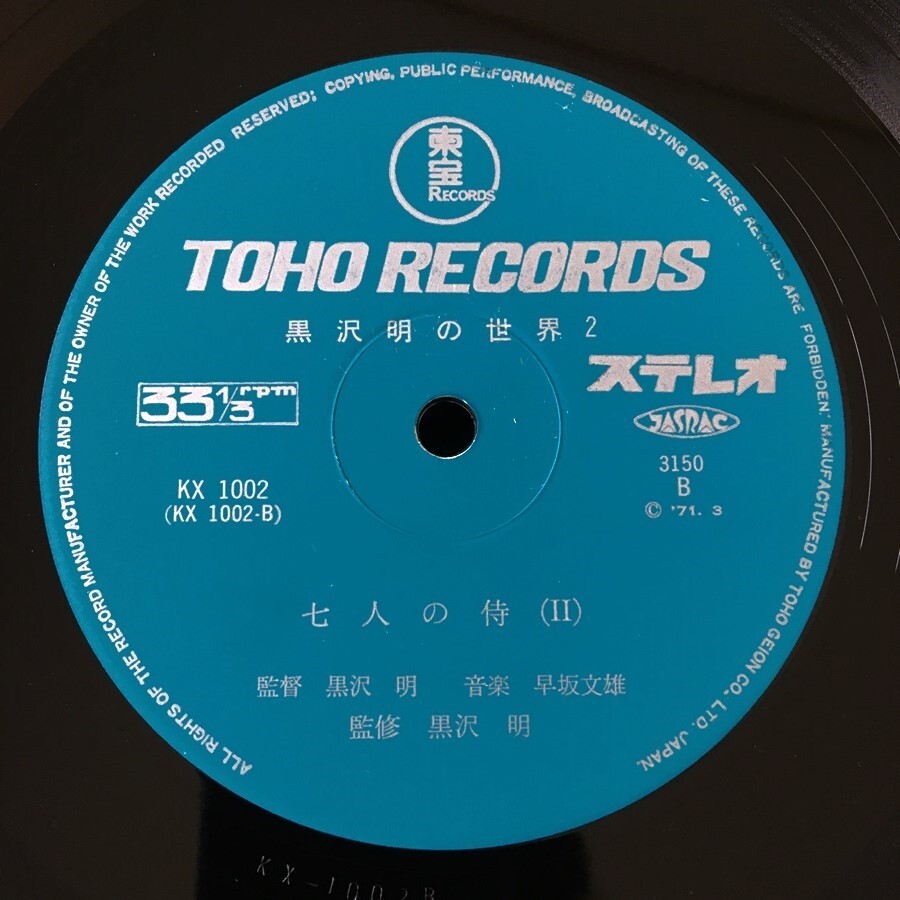 ALL RIGHTS OF THE RECORD MANUFACTURER AND OF THE OWNER OF THE WORK RECORDED RESERVED; COPYING, PUBLIC PERFORMANCE, BROADCASTING OF THESE RECORDS ARE FORBIDDEN: MANUFACTURED BY TOHO GEION CO. LTD. JAPAN.
東宝
RECORDS
TOHO RECORDS
黒沢明の世界2
33 1/3 rpm
ステレオ
JASRAC
KX 1002
(KX 1002-B)
3150
B
© '71. 3
七人の侍 (II)
監督 黒沢 明 音楽 早坂文雄
監修 黒沢 明
KX-1002B